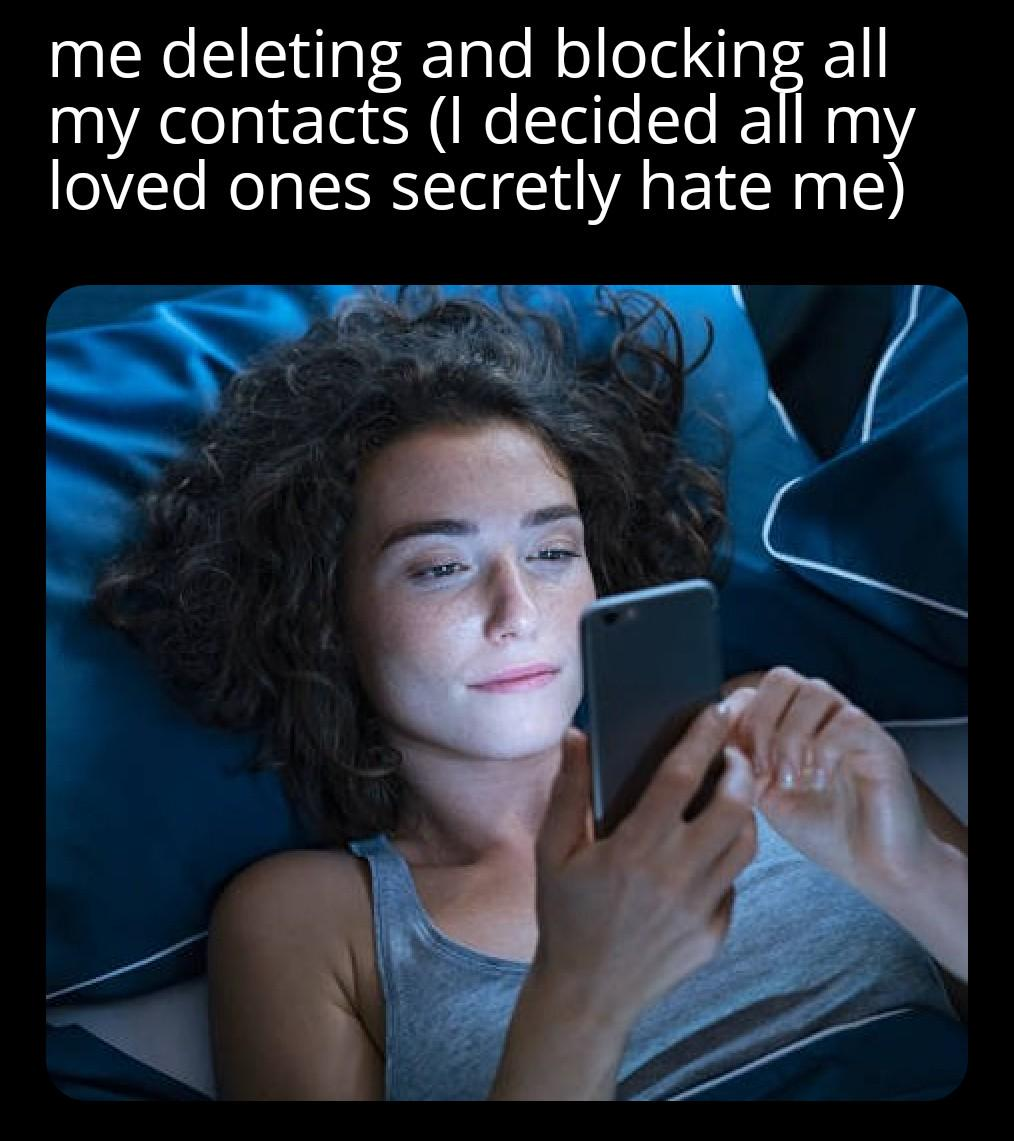 me deleting and blocking all
my contacts (I decided all my
loved ones secretly hate me)